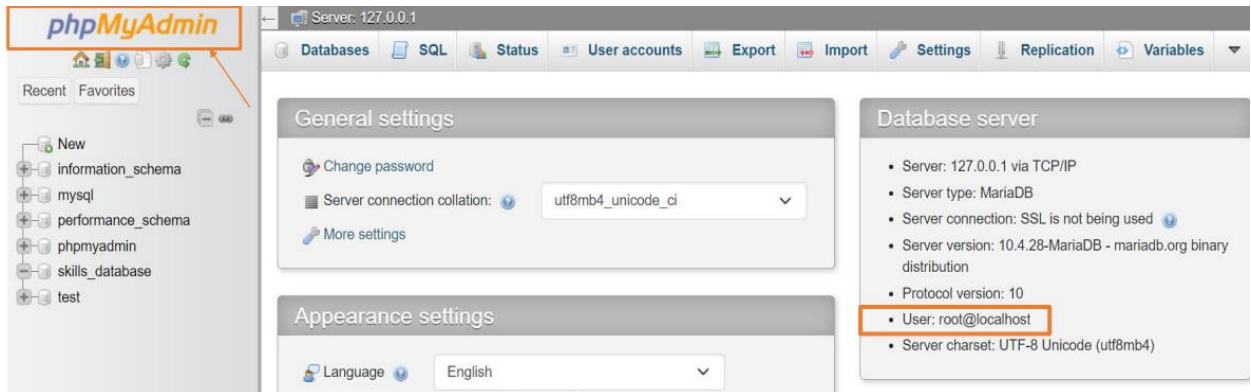 phpMyAdmin
Recent Favorites
New
information_schema
mysql
performance_schema
phpmyadmin
skills_database
test
Server: 127.0.0.1
Databases SQL Status User accounts Export Import Settings Replication Variables
General settings
Change password
Server connection collation: utf8mb4_unicode_ci
More settings
Appearance settings
Language English
Database server
Server: 127.0.0.1 via TCP/IP
Server type: MariaDB
Server connection: SSL is not being used
Server version: 10.4.28-MariaDB - mariadb.org binary
distribution
Protocol version: 10
User: root@localhost
Server charset: UTF-8 Unicode (utf8mb4)